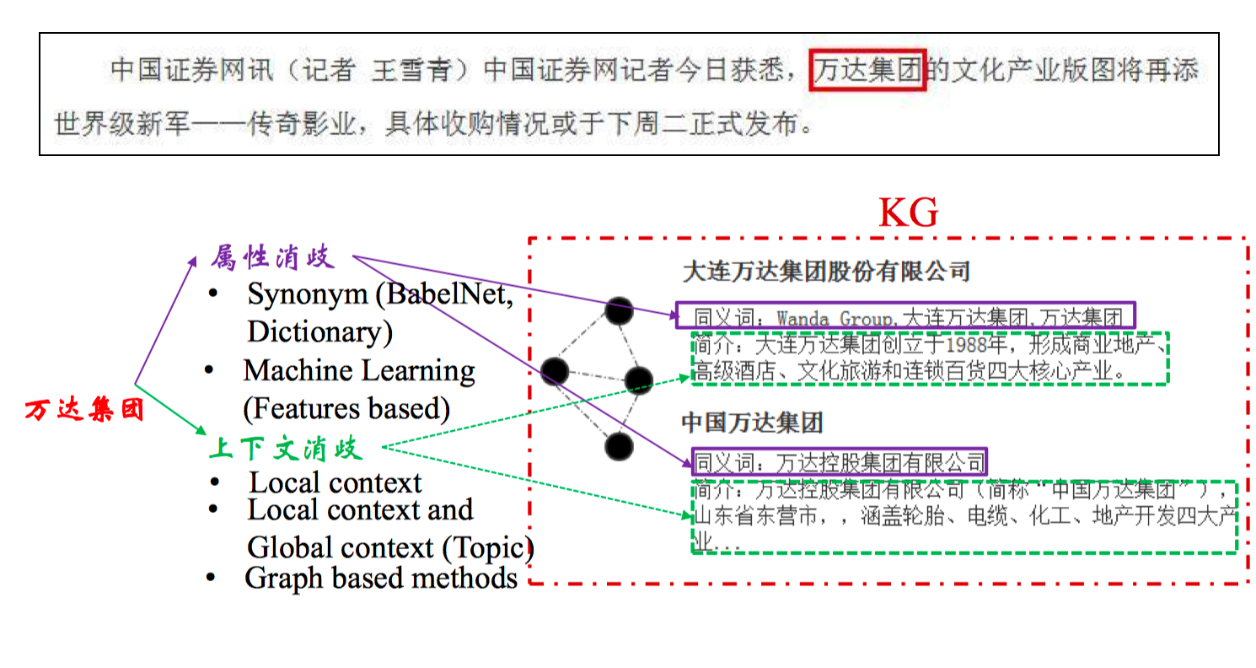 中国证券网讯（记者 王雪青）中国证券网记者今日获悉，万达集团的文化产业版图将再添
世界级新军——传奇影业，具体收购情况或于下周二正式发布。
KG
万达集团
属性消歧
• Synonym (BabelNet,
Dictionary)
• Machine Learning
(Features based)
上下文消歧
• Local context
• Local context and
Global context (Topic)
• Graph based methods
大连万达集团股份有限公司
同义词：Wanda Group,大连万达集团,万达集团
简介：大连万达集团创立于1988年，形成商业地产、
高级酒店、文化旅游和连锁百货四大核心产业。
中国万达集团
同义词：万达控股集团有限公司
简介：万达控股集团有限公司（简称“中国万达集团”），
山东省东营市，，涵盖轮胎、电缆、化工、地产开发四大产
业...